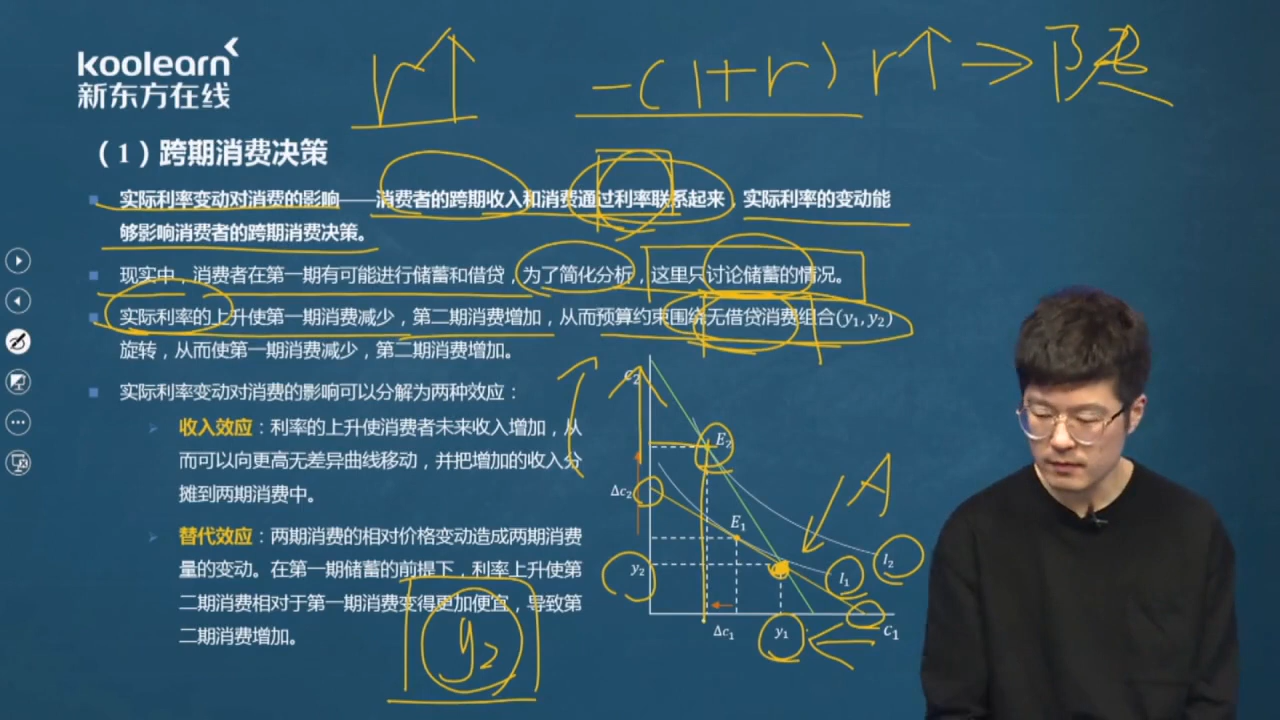 koolearn
新东方在线
r↑
-(1+r) r↑ ⇒ 陡
（1）跨期消费决策
实际利率变动对消费的影响——消费者的跨期收入和消费通过利率联系起来，实际利率的变动能
够影响消费者的跨期消费决策。
现实中，消费者在第一期有可能进行储蓄和借贷，为了简化分析，这里只讨论储蓄的情况。
实际利率的上升使第一期消费减少，第二期消费增加，从而预算约束围绕无借贷消费组合(y₁,y₂)
旋转，从而使第一期消费减少，第二期消费增加。
实际利率变动对消费的影响可以分解为两种效应：
收入效应：利率的上升使消费者未来收入增加，从
而可以向更高无差异曲线移动，并把增加的收入分
摊到两期消费中。
替代效应：两期消费的相对价格变动造成两期消费
量的变动。在第一期储蓄的前提下，利率上升使第
二期消费相对于第一期消费变得更加便宜，导致第
二期消费增加。
y₂
c₂
E₂
A
Δc₂
E₁
I₂
y₂
I₁
Δc₁
y₁
c₁